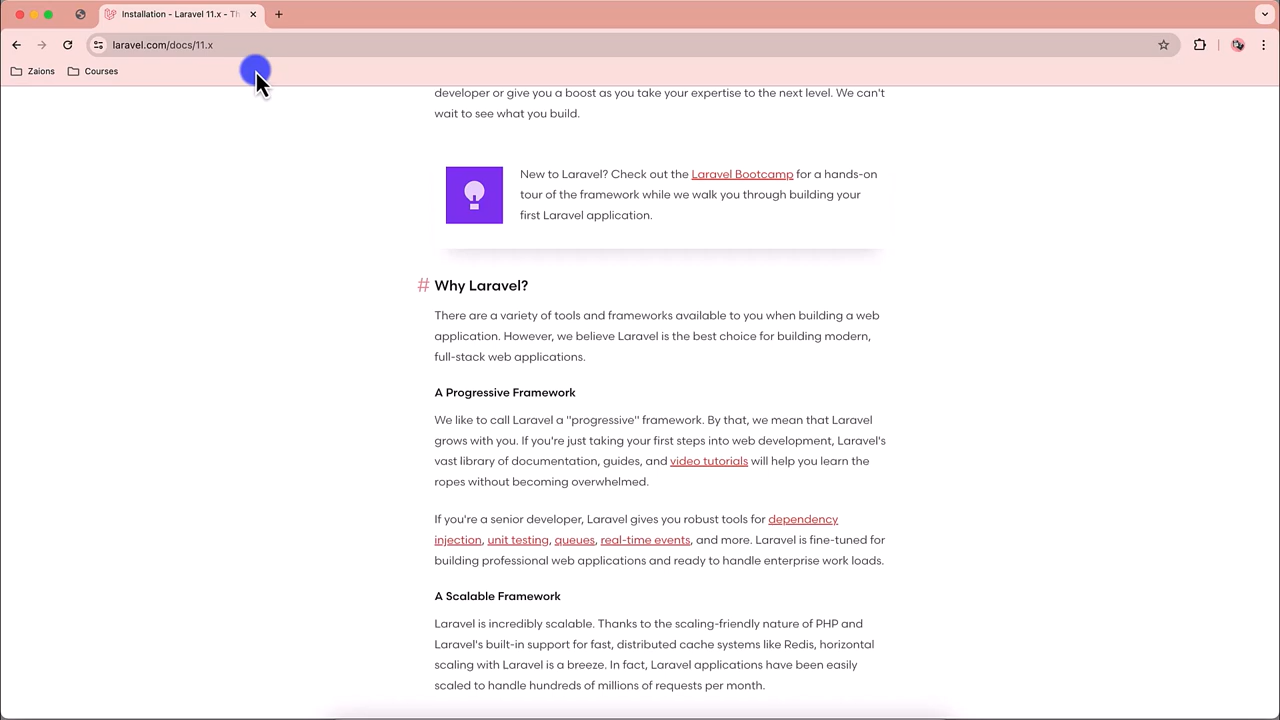 Installation - Laravel 11.x - Th
laravel.com/docs/11.x
Zaions
Courses
developer or give you a boost as you take your expertise to the next level. We can't
wait to see what you build.
New to Laravel? Check out the Laravel Bootcamp for a hands-on
tour of the framework while we walk you through building your
first Laravel application.
# Why Laravel?
There are a variety of tools and frameworks available to you when building a web
application. However, we believe Laravel is the best choice for building modern,
full-stack web applications.
A Progressive Framework
We like to call Laravel a "progressive" framework. By that, we mean that Laravel
grows with you. If you're just taking your first steps into web development, Laravel's
vast library of documentation, guides, and video tutorials will help you learn the
ropes without becoming overwhelmed.
If you're a senior developer, Laravel gives you robust tools for dependency
injection, unit testing, queues, real-time events, and more. Laravel is fine-tuned for
building professional web applications and ready to handle enterprise work loads.
A Scalable Framework
Laravel is incredibly scalable. Thanks to the scaling-friendly nature of PHP and
Laravel's built-in support for fast, distributed cache systems like Redis, horizontal
scaling with Laravel is a breeze. In fact, Laravel applications have been easily
scaled to handle hundreds of millions of requests per month.